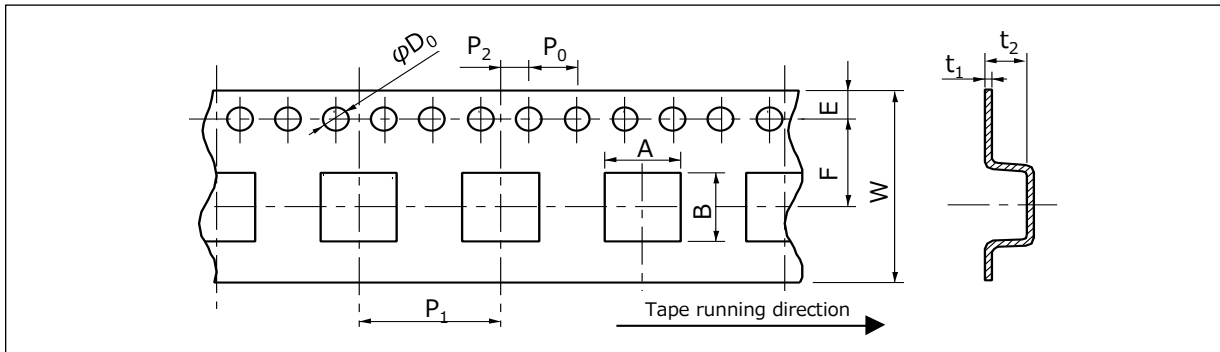 φD₀
P₂
P₀
t₂
t₁
E
A
F
W
B
P₁
Tape running direction